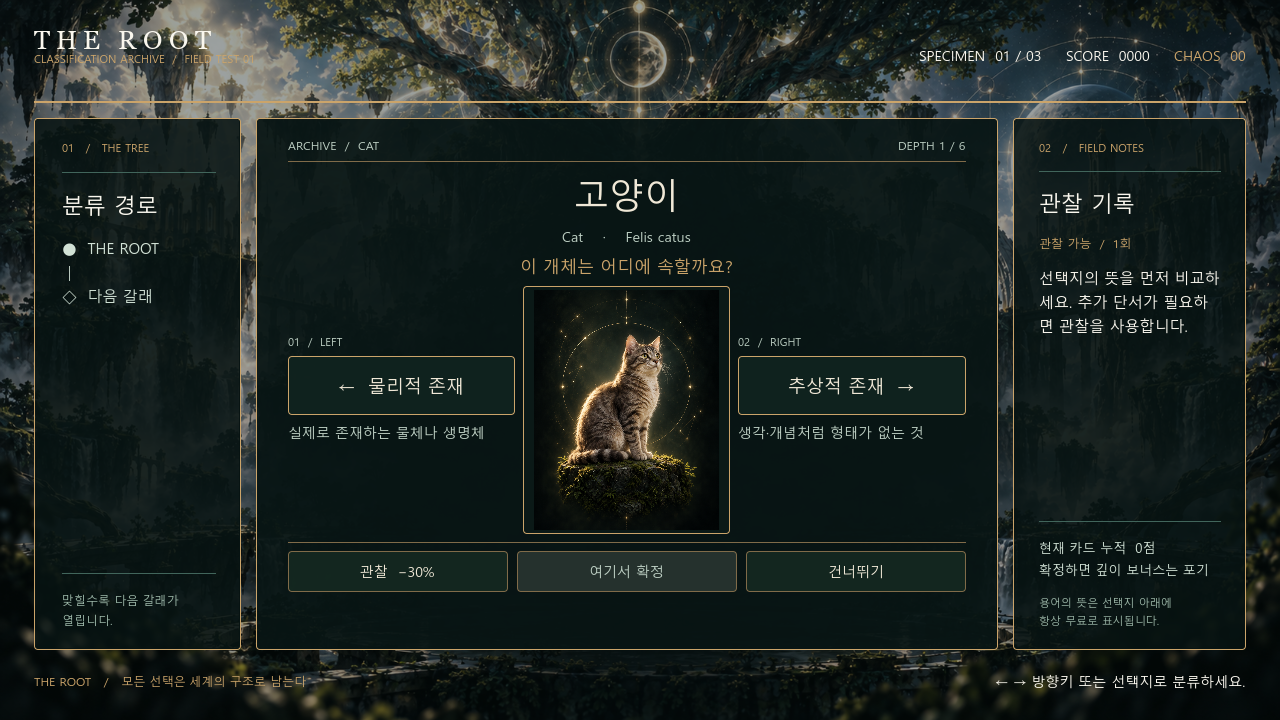 THE ROOT
CLASSIFICATION ARCHIVE / FIELD TEST 01
SPECIMEN 01 / 03 SCORE 0000 CHAOS 00
01 / THE TREE
분류 경로
● THE ROOT
◇ 다음 갈래
맞힐수록 다음 갈래가
열립니다.
ARCHIVE / CAT
DEPTH 1 / 6
고양이
Cat · Felis catus
이 개체는 어디에 속할까요?
01 / LEFT
← 물리적 존재
실제로 존재하는 물체나 생명체
02 / RIGHT
추상적 존재 →
생각·개념처럼 형태가 없는 것
관찰 −30%
여기서 확정
건너뛰기
02 / FIELD NOTES
관찰 기록
관찰 가능 / 1회
선택지의 뜻을 먼저 비교하
세요. 추가 단서가 필요하
면 관찰을 사용합니다.
현재 카드 누적 0점
확정하면 깊이 보너스는 포기
용어의 뜻은 선택지 아래에
항상 무료로 표시됩니다.
THE ROOT / 모든 선택은 세계의 구조로 남는다
←→ 방향키 또는 선택지로 분류하세요.